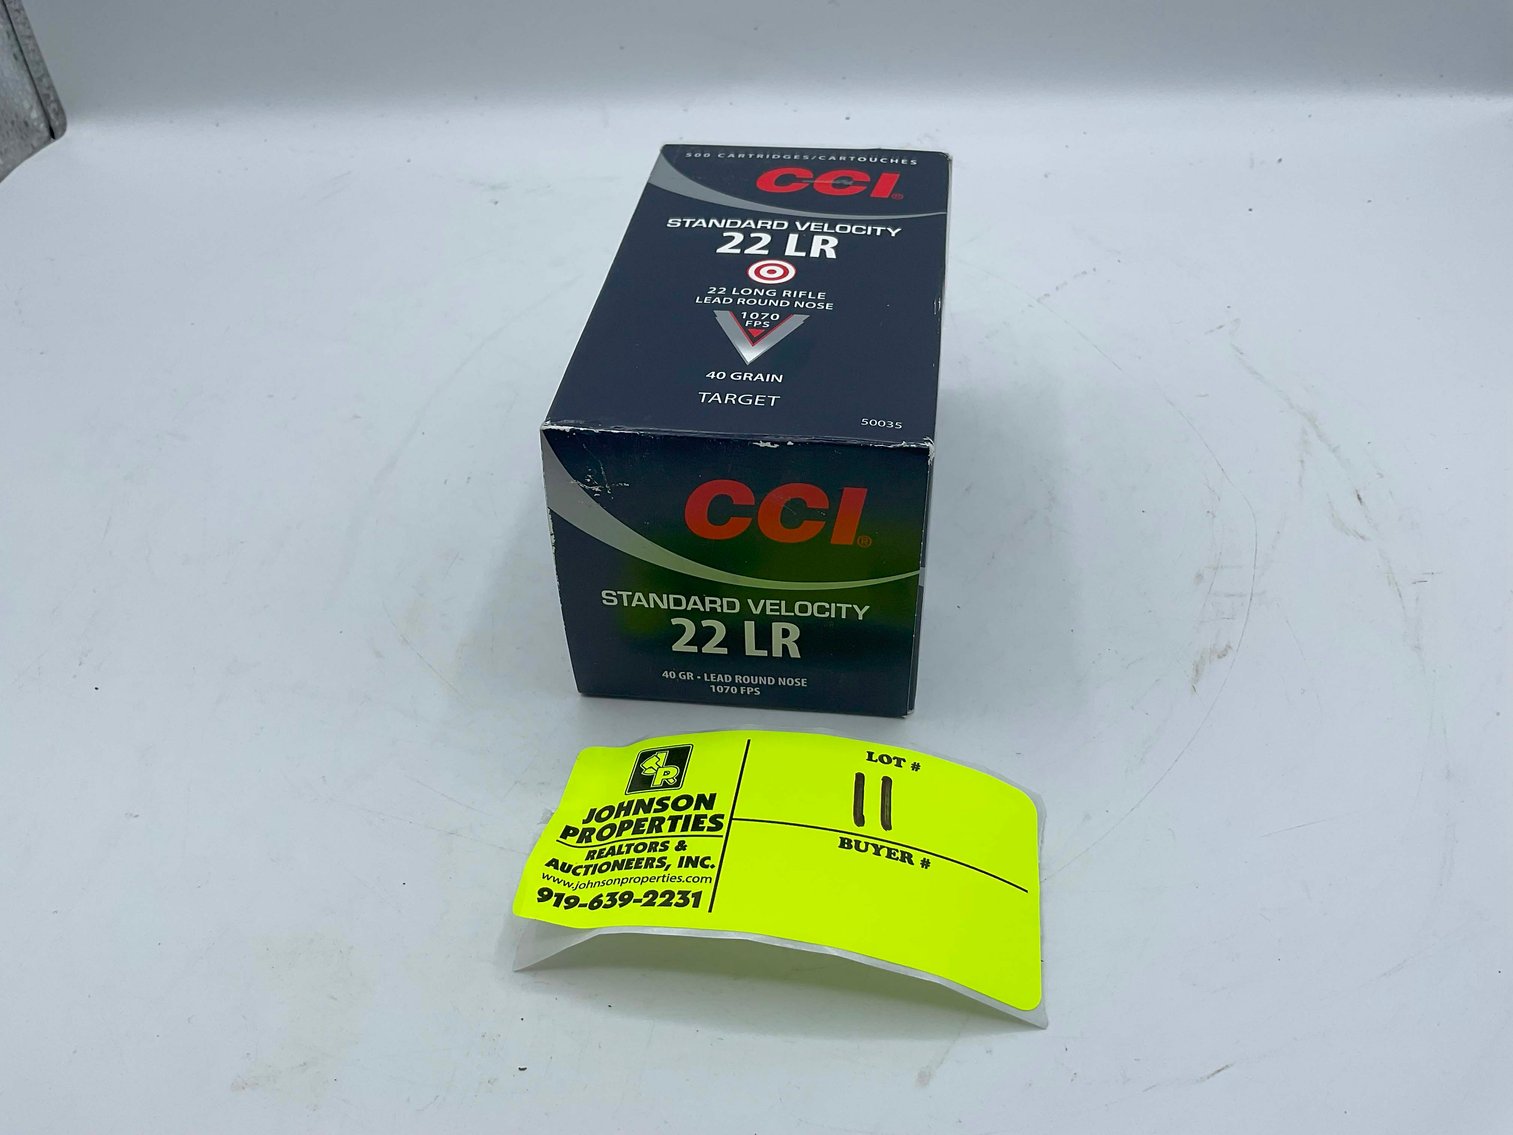 500 CARTRIDGES/CARTOUCHES
CCI®
STANDARD VELOCITY
22 LR
22 LONG RIFLE
LEAD ROUND NOSE
1070
FPS
40 GRAIN
TARGET
50035
CCI®
STANDARD VELOCITY
22 LR
40 GR - LEAD ROUND NOSE
1070 FPS
JOHNSON
PROPERTIES
REALTORS &
AUCTIONEERS, INC.
www.johnsonproperties.com
919-639-2231
LOT #
11
BUYER #